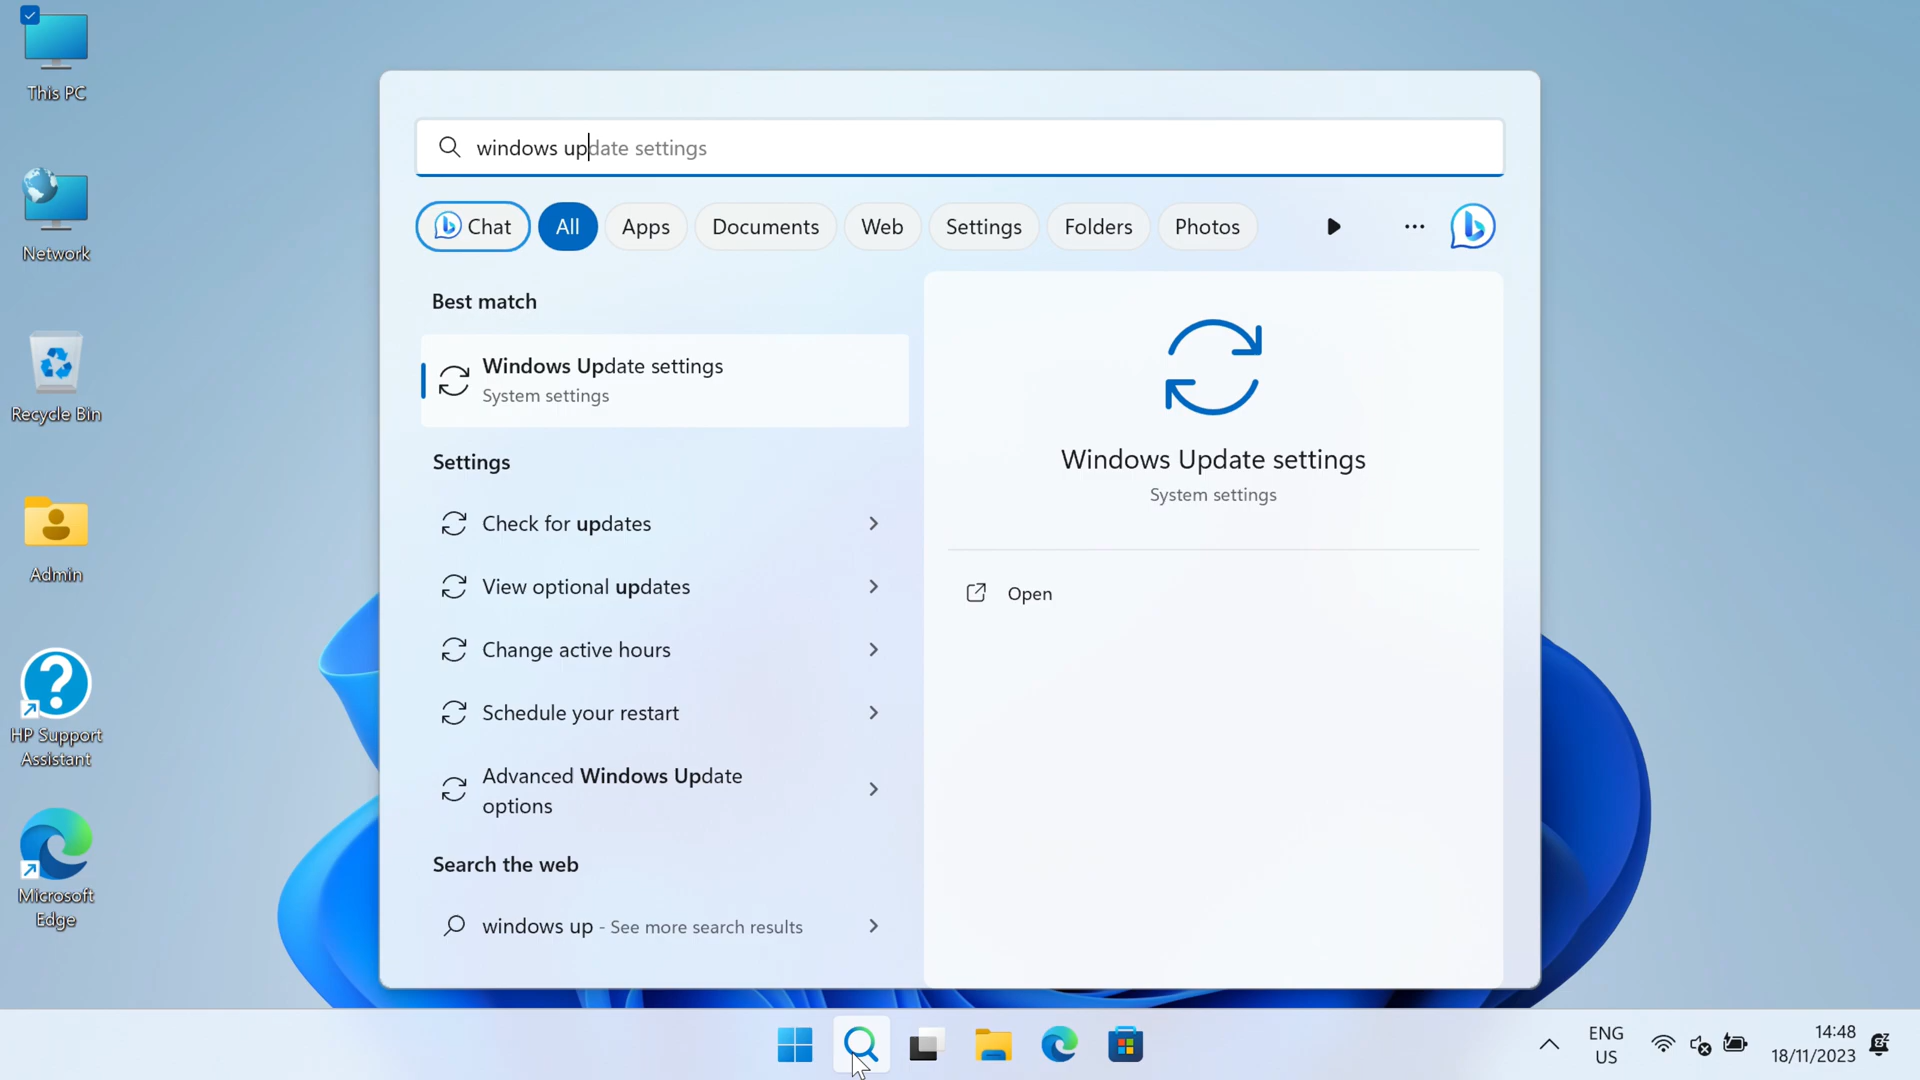 This PC
Network
Recycle Bin
Admin
HP Support
Assistant
Microsoft
Edge
windows update settings
Chat
All
Apps
Documents
Web
Settings
Folders
Photos
Best match
Windows Update settings
System settings
Settings
Check for updates
View optional updates
Change active hours
Schedule your restart
Advanced Windows Update
options
Search the web
windows up - See more search results
Windows Update settings
System settings
Open
ENG
US
14:48
18/11/2023